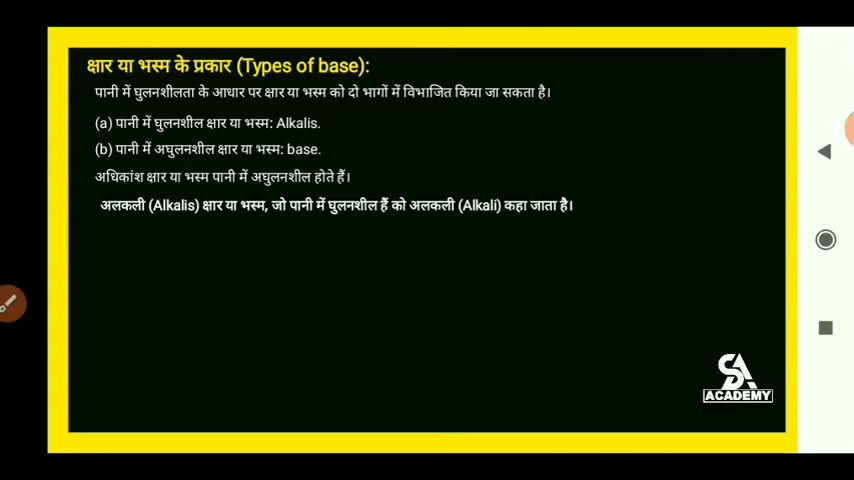 क्षार या भस्म के प्रकार (Types of base):
पानी में घुलनशीलता के आधार पर क्षार या भस्म को दो भागों में विभाजित किया जा सकता है।
(a) पानी में घुलनशील क्षार या भस्म: Alkalis.
(b) पानी में अघुलनशील क्षार या भस्म: base.
अधिकांश क्षार या भस्म पानी में अघुलनशील होते हैं।
अलकली (Alkalis) क्षार या भस्म, जो पानी में घुलनशील हैं को अलकली (Alkali) कहा जाता है।
SA
ACADEMY